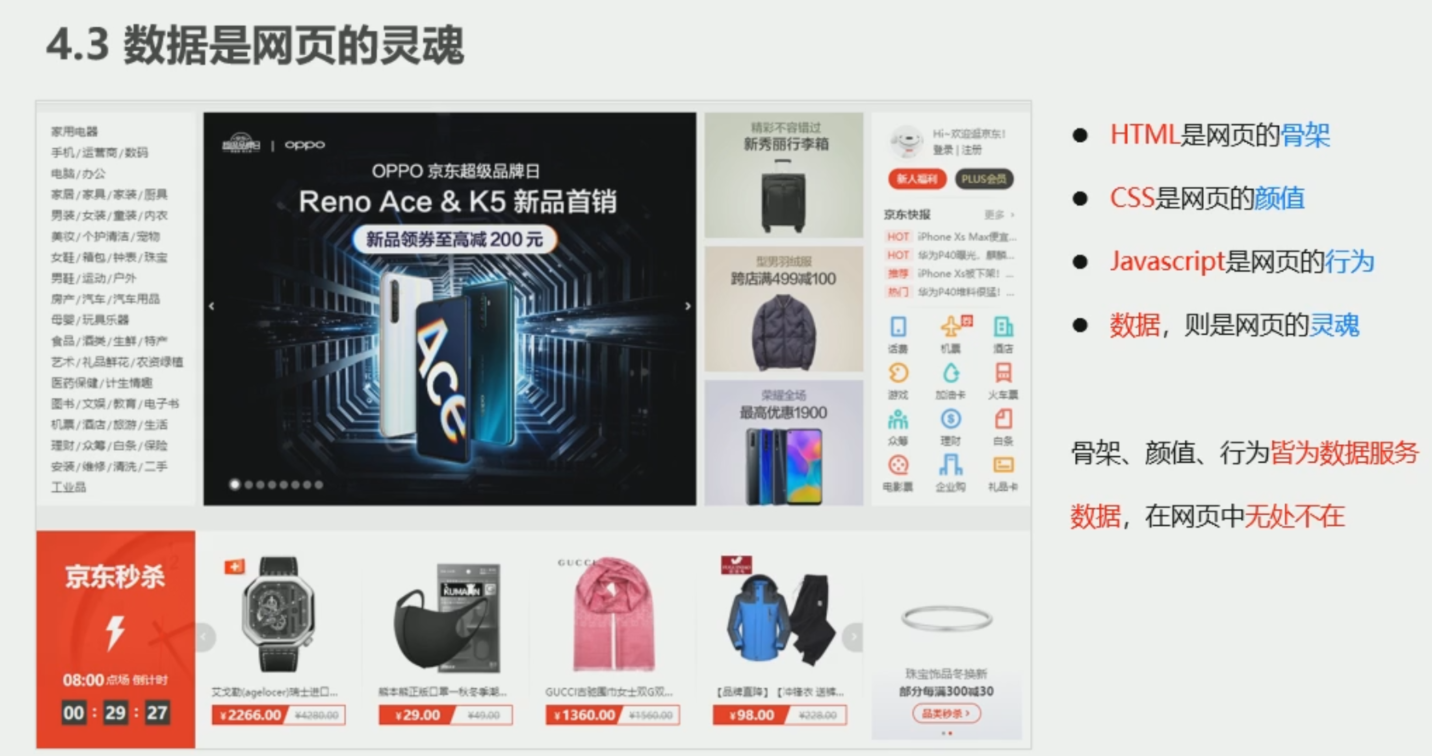 4.3 数据是网页的灵魂
家用电器
手机/运营商/数码
电脑/办公
家居/家具/家装/厨具
男装/女装/童装/内衣
美妆/个护清洁/宠物
女鞋/箱包/钟表/珠宝
男鞋/运动/户外
房产/汽车/汽车用品
母婴/玩具乐器
食品/酒类/生鲜/特产
艺术/礼品鲜花/农资绿植
医药保健/计生情趣
图书/文娱/教育/电子书
机票/酒店/旅游/生活
理财/众筹/白条/保险
安装/维修/清洗/二手
工业品
超级品牌日 | oppo
OPPO 京东超级品牌日
Reno Ace & K5 新品首销
新品领券至高减 200 元
ACE
精彩不容错过
新秀丽行李箱
型男羽绒服
跨店满499减100
荣耀全场
最高优惠1900
Hi~欢迎逛京东!
登录 | 注册
新人福利
PLUS会员
京东快报 更多 >
HOT iPhone Xs Max便宜...
HOT 华为P40曝光、麒麟...
推荐 iPhone Xs被下架! ...
热门 华为P40堆料很猛! ...
话费 机票 酒店
游戏 加油卡 火车票
众筹 理财 白条
电影票 企业购 礼品卡
京东秒杀
08:00 点场 倒计时
00 : 29 : 27
艾戈勒(agelocer)瑞士进口...
¥2266.00 ¥4280.00
KUMAMON
熊本熊正版口罩一秋冬季潮...
¥29.00 ¥49.00
GUCCI
GUCCI古驰围巾女士双G双...
¥1360.00 ¥1560.00
【品牌直降】【冲锋衣 送裤...
¥98.00 ¥228.00
珠宝饰品冬换新
部分每满300减30
品类秒杀 >
● HTML是网页的骨架
● CSS是网页的颜值
● Javascript是网页的行为
● 数据，则是网页的灵魂
骨架、颜值、行为皆为数据服务
数据，在网页中无处不在